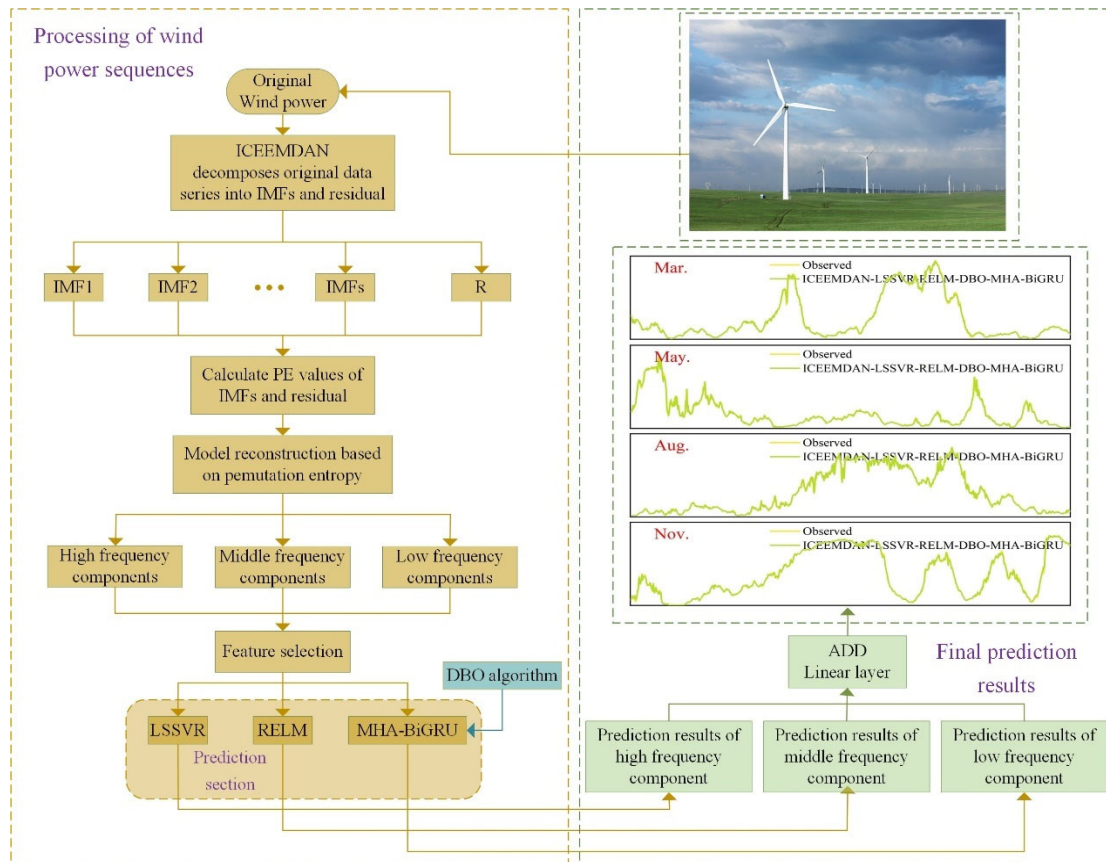 Processing of wind
power sequences
Original
Wind power
ICEEMDAN
decomposes original data
series into IMFs and residual
IMF1
IMF2
•••
IMFs
R
Calculate PE values of
IMFs and residual
Model reconstruction based
on pemutation entropy
High frequency
components
Middle frequency
components
Low frequency
components
Feature selection
DBO algorithm
LSSVR
RELM
MHA-BiGRU
Prediction
section
Mar.
Observed
ICEEMDAN-LSSVR-RELM-DBO-MHA-BiGRU
May.
Observed
ICEEMDAN-LSSVR-RELM-DBO-MHA-BiGRU
Aug.
Observed
ICEEMDAN-LSSVR-RELM-DBO-MHA-BiGRU
Nov.
Observed
ICEEMDAN-LSSVR-RELM-DBO-MHA-BiGRU
ADD
Linear layer
Final prediction
results
Prediction results of
high frequency
component
Prediction results of
middle frequency
component
Prediction results of
low frequency
component